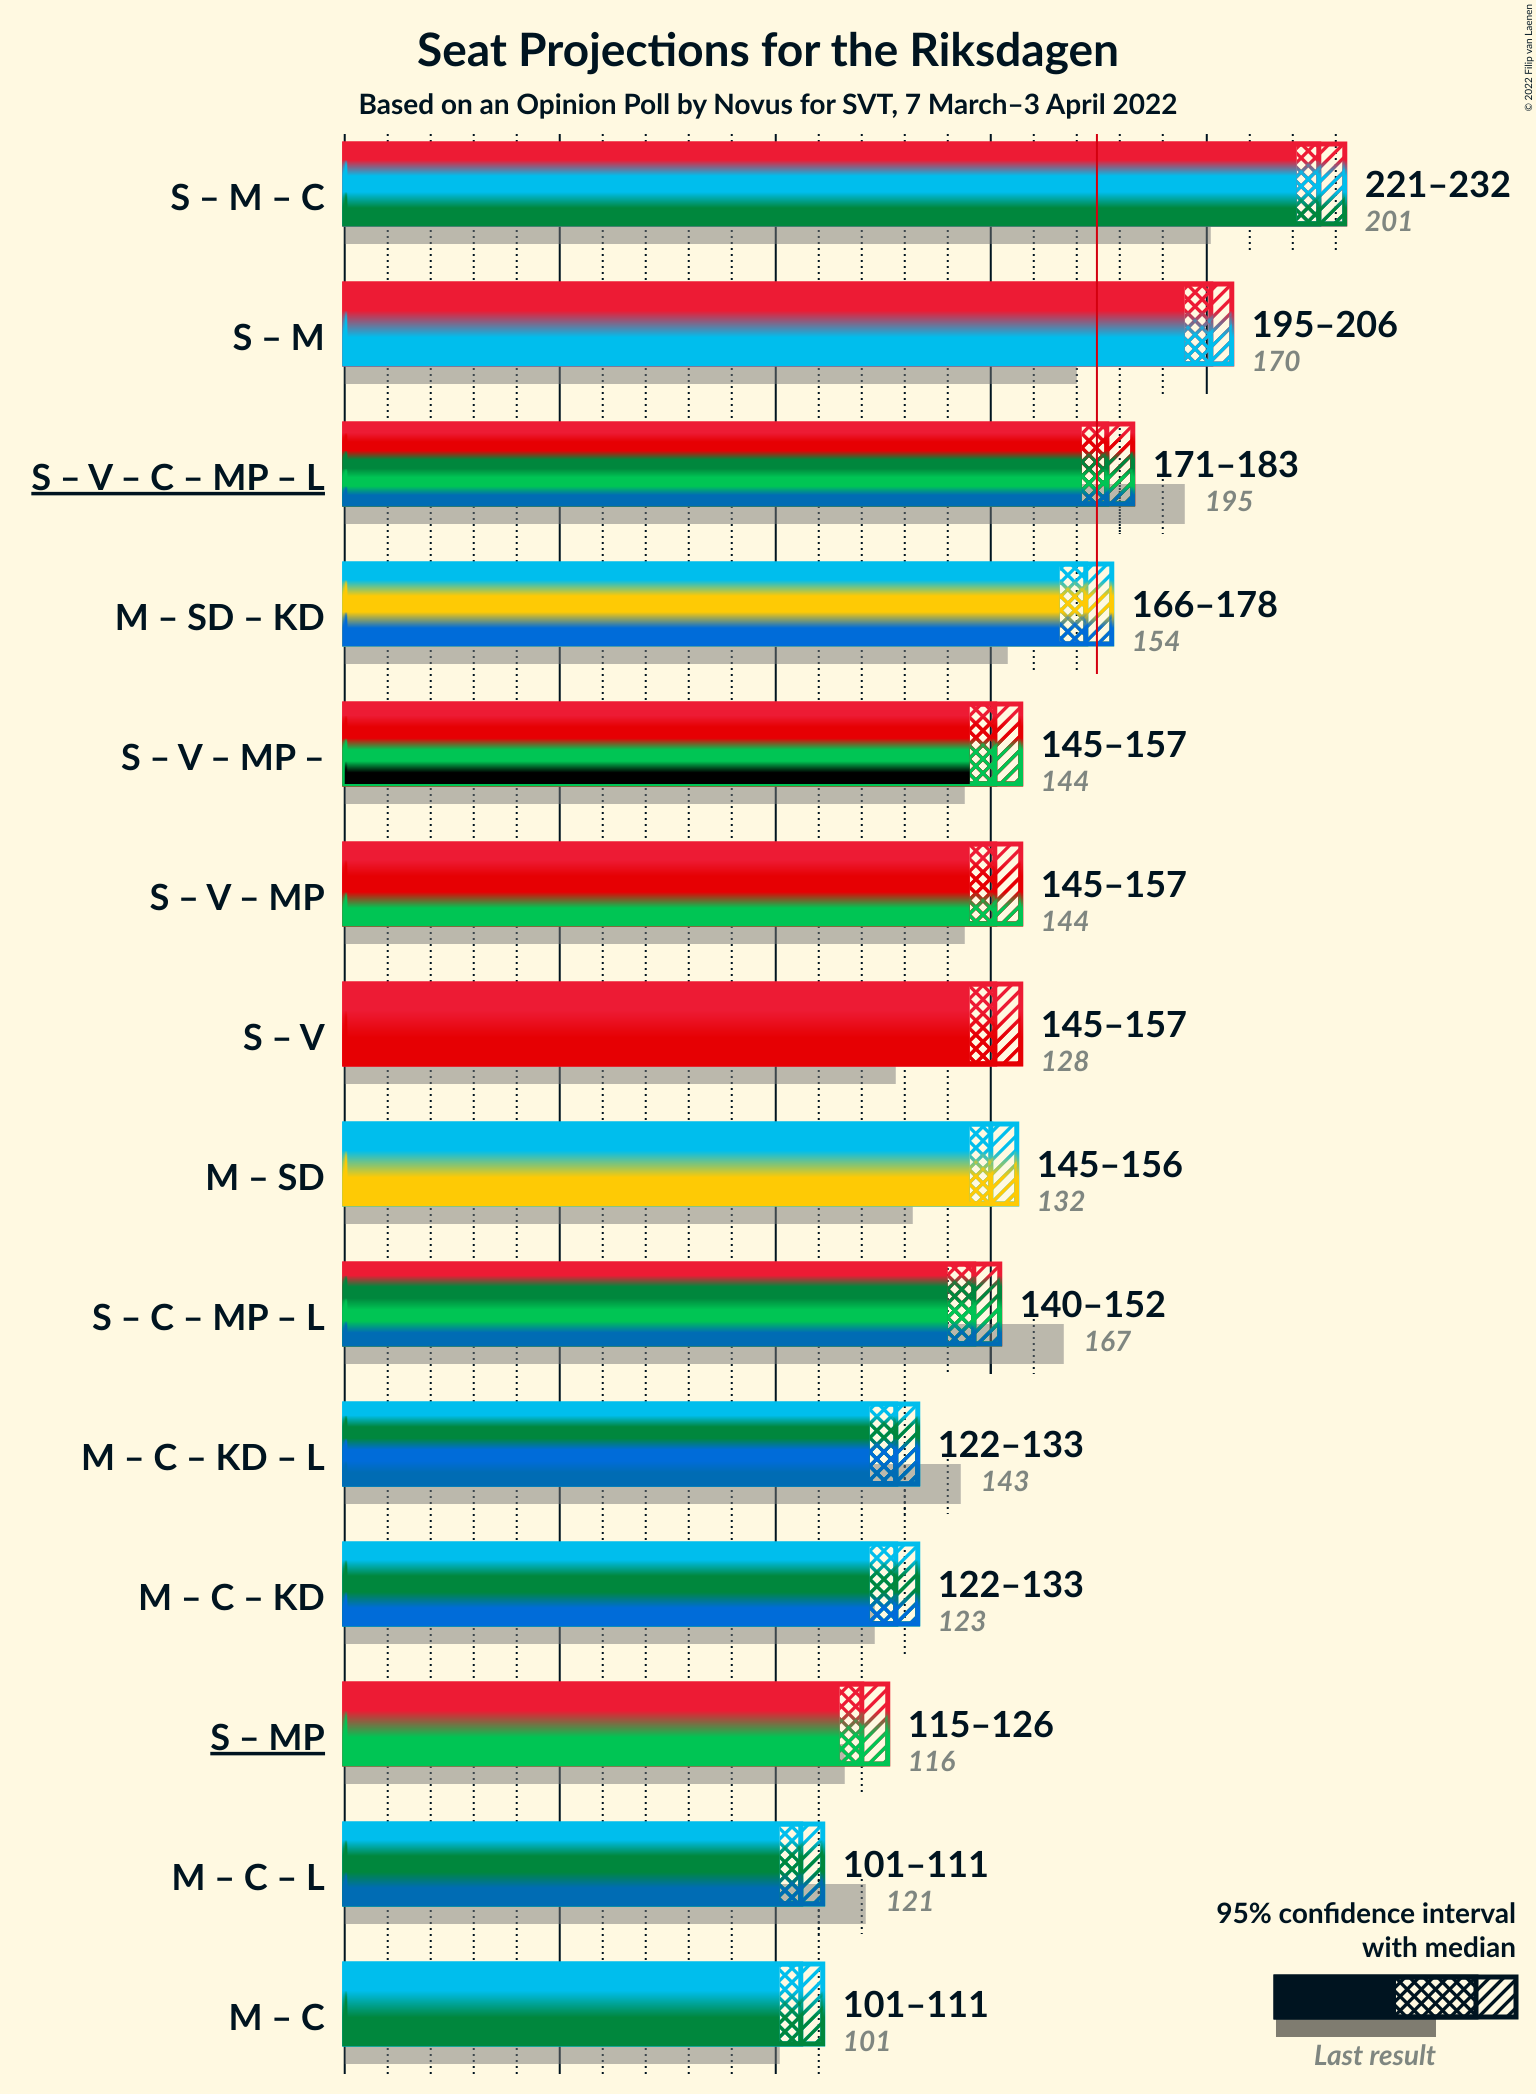 Seat Projections for the Riksdagen
Based on an Opinion Poll by Novus for SVT, 7 March–3 April 2022
© 2022 Filip van Laenen
S – M – C
221–232
201
S – M
195–206
170
S – V – C – MP – L
171–183
195
M – SD – KD
166–178
154
S – V – MP –
145–157
144
S – V – MP
145–157
144
S – V
145–157
128
M – SD
145–156
132
S – C – MP – L
140–152
167
M – C – KD – L
122–133
143
M – C – KD
122–133
123
S – MP
115–126
116
M – C – L
101–111
121
M – C
101–111
101
95% confidence interval
with median
Last result